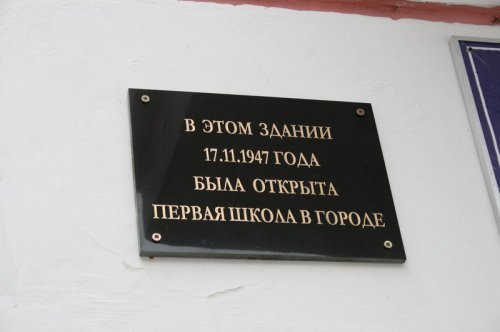 В ЭТОМ ЗДАНИИ
17.11.1947 ГОДА
БЫЛА ОТКРЫТА
ПЕРВАЯ ШКОЛА В ГОРОДЕ